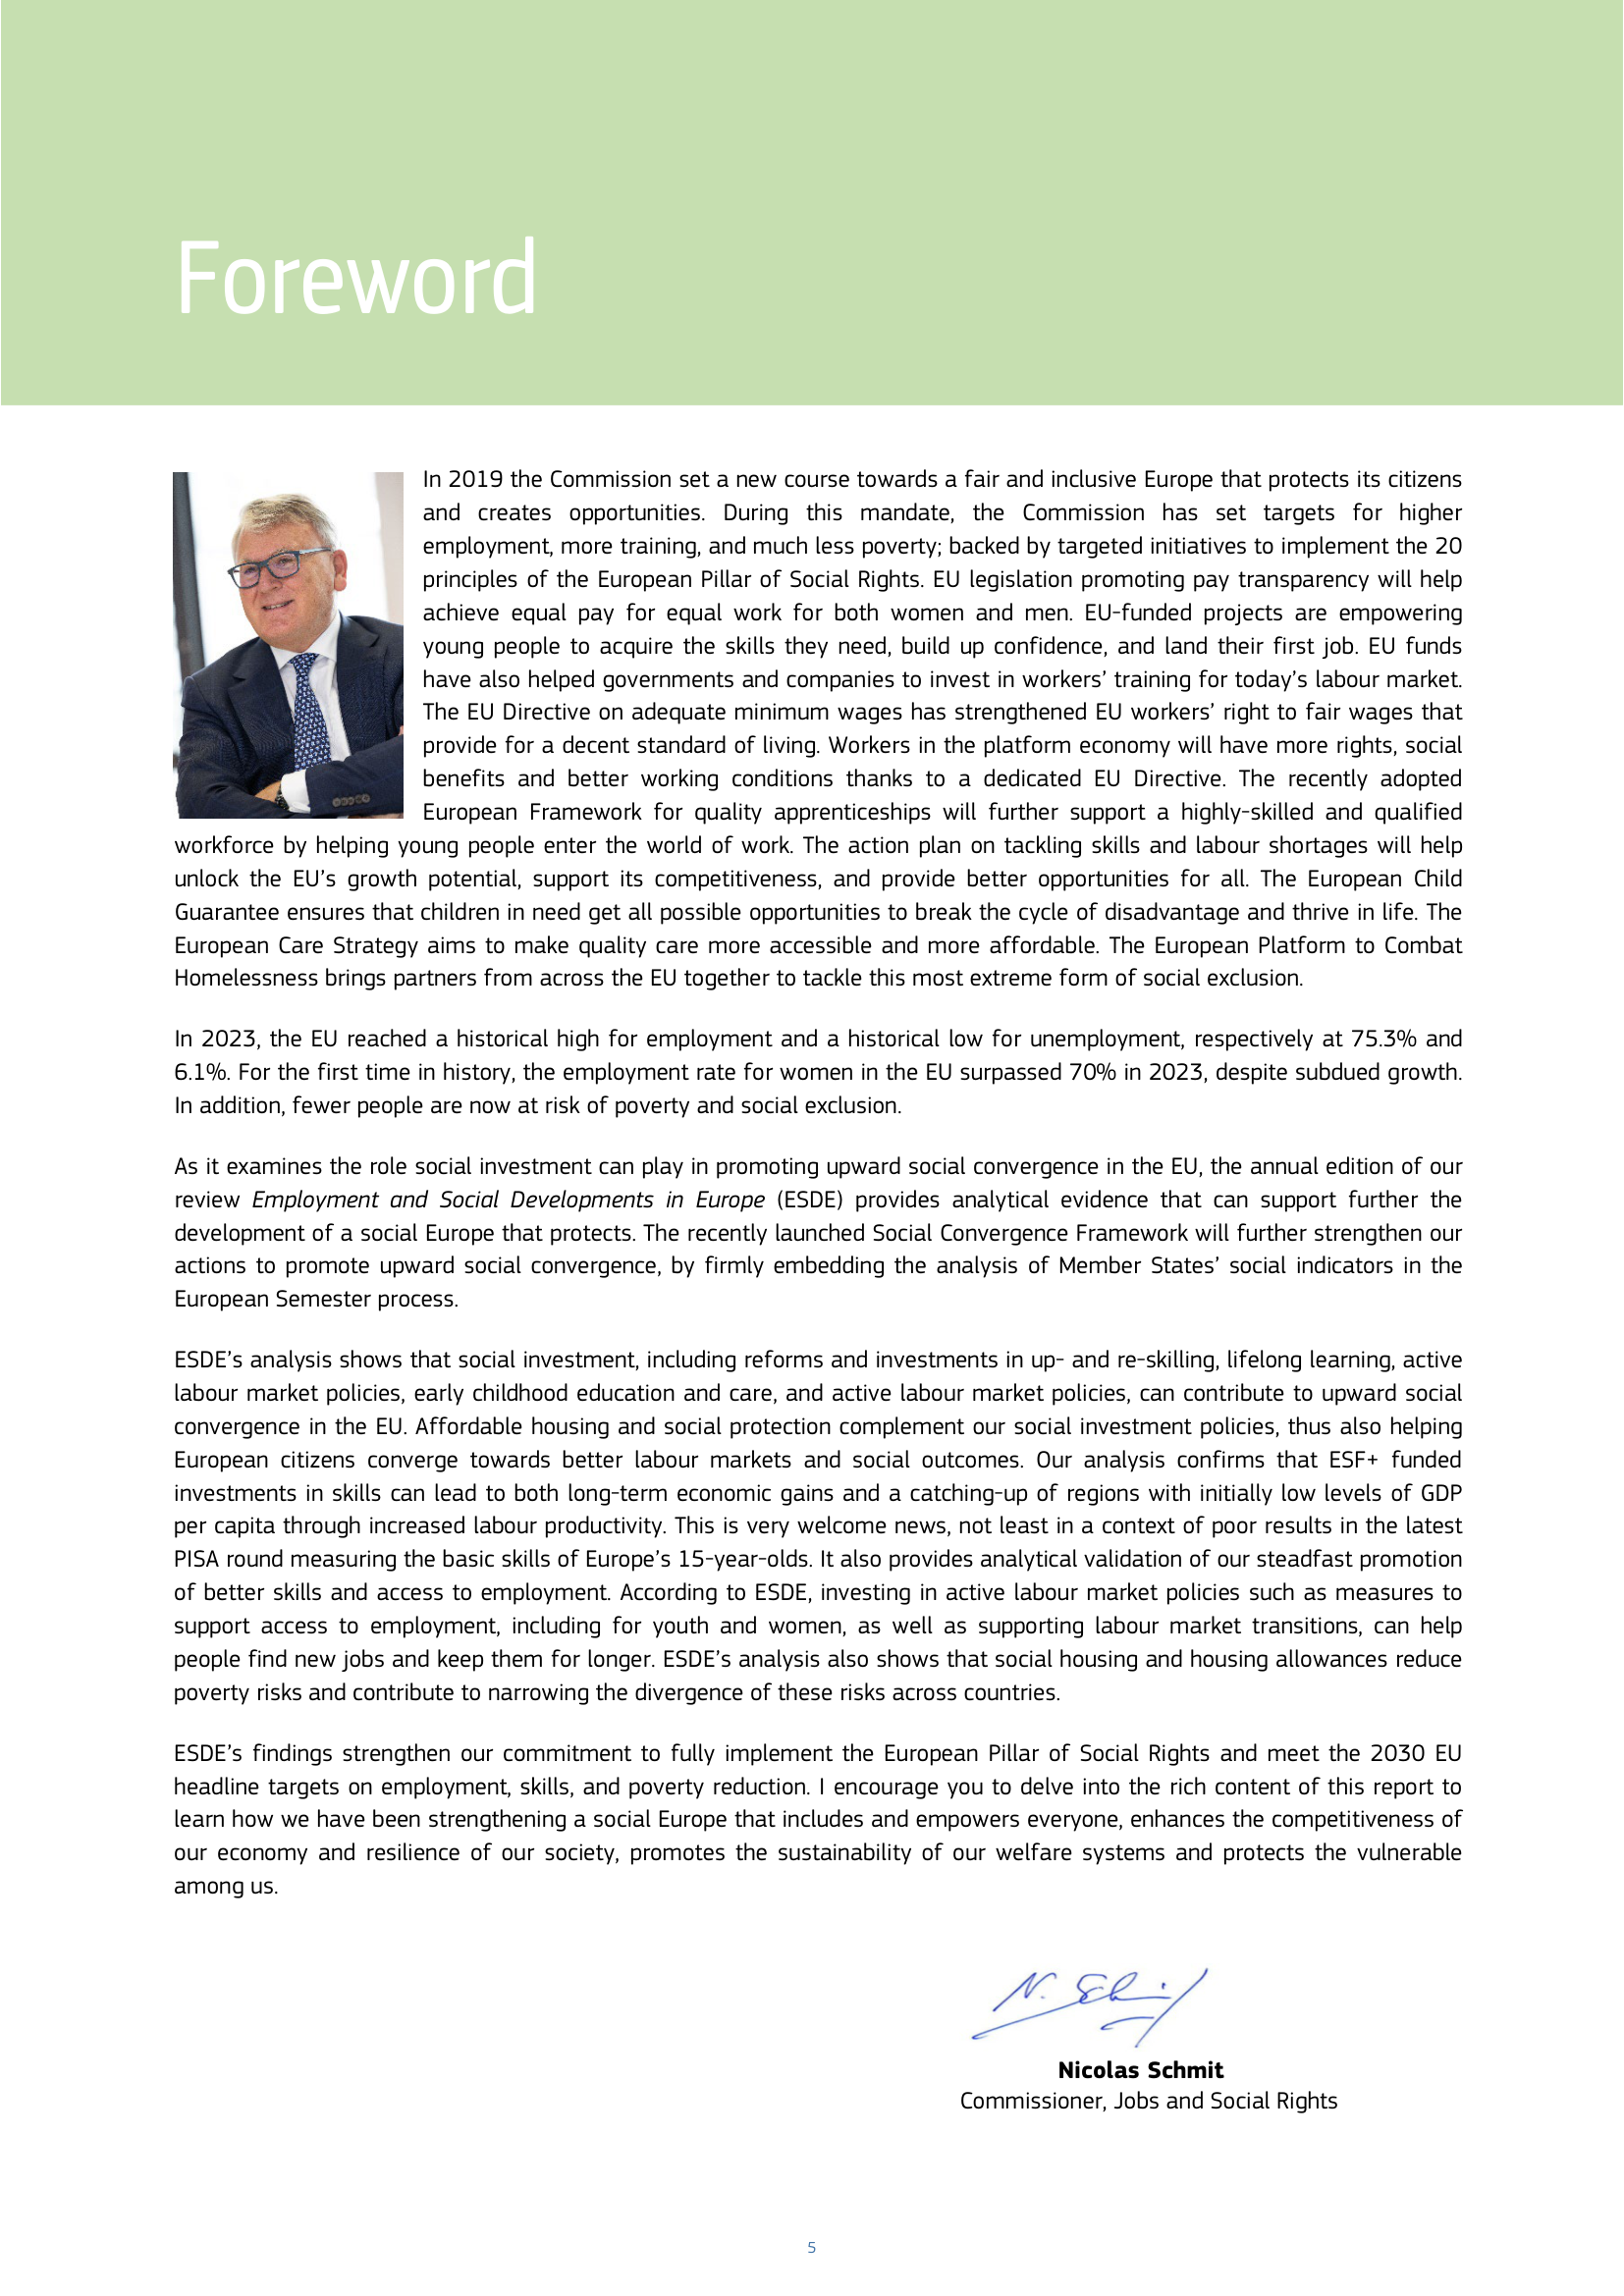 Foreword
In 2019 the Commission set a new course towards a fair and inclusive Europe that protects its citizens
and creates opportunities. During this mandate, the Commission has set targets for higher
employment, more training, and much less poverty; backed by targeted initiatives to implement the 20
principles of the European Pillar of Social Rights. EU legislation promoting pay transparency will help
achieve equal pay for equal work for both women and men. EU-funded projects are empowering
young people to acquire the skills they need, build up confidence, and land their first job. EU funds
have also helped governments and companies to invest in workers’ training for today’s labour market.
The EU Directive on adequate minimum wages has strengthened EU workers’ right to fair wages that
provide for a decent standard of living. Workers in the platform economy will have more rights, social
benefits and better working conditions thanks to a dedicated EU Directive. The recently adopted
European Framework for quality apprenticeships will further support a highly-skilled and qualified
workforce by helping young people enter the world of work. The action plan on tackling skills and labour shortages will help
unlock the EU’s growth potential, support its competitiveness, and provide better opportunities for all. The European Child
Guarantee ensures that children in need get all possible opportunities to break the cycle of disadvantage and thrive in life. The
European Care Strategy aims to make quality care more accessible and more affordable. The European Platform to Combat
Homelessness brings partners from across the EU together to tackle this most extreme form of social exclusion.
In 2023, the EU reached a historical high for employment and a historical low for unemployment, respectively at 75.3% and
6.1%. For the first time in history, the employment rate for women in the EU surpassed 70% in 2023, despite subdued growth.
In addition, fewer people are now at risk of poverty and social exclusion.
As it examines the role social investment can play in promoting upward social convergence in the EU, the annual edition of our
review Employment and Social Developments in Europe (ESDE) provides analytical evidence that can support further the
development of a social Europe that protects. The recently launched Social Convergence Framework will further strengthen our
actions to promote upward social convergence, by firmly embedding the analysis of Member States’ social indicators in the
European Semester process.
ESDE’s analysis shows that social investment, including reforms and investments in up- and re-skilling, lifelong learning, active
labour market policies, early childhood education and care, and active labour market policies, can contribute to upward social
convergence in the EU. Affordable housing and social protection complement our social investment policies, thus also helping
European citizens converge towards better labour markets and social outcomes. Our analysis confirms that ESF+ funded
investments in skills can lead to both long-term economic gains and a catching-up of regions with initially low levels of GDP
per capita through increased labour productivity. This is very welcome news, not least in a context of poor results in the latest
PISA round measuring the basic skills of Europe’s 15-year-olds. It also provides analytical validation of our steadfast promotion
of better skills and access to employment. According to ESDE, investing in active labour market policies such as measures to
support access to employment, including for youth and women, as well as supporting labour market transitions, can help
people find new jobs and keep them for longer. ESDE’s analysis also shows that social housing and housing allowances reduce
poverty risks and contribute to narrowing the divergence of these risks across countries.
ESDE’s findings strengthen our commitment to fully implement the European Pillar of Social Rights and meet the 2030 EU
headline targets on employment, skills, and poverty reduction. I encourage you to delve into the rich content of this report to
learn how we have been strengthening a social Europe that includes and empowers everyone, enhances the competitiveness of
our economy and resilience of our society, promotes the sustainability of our welfare systems and protects the vulnerable
among us.
Nicolas Schmit
Commissioner, Jobs and Social Rights
5